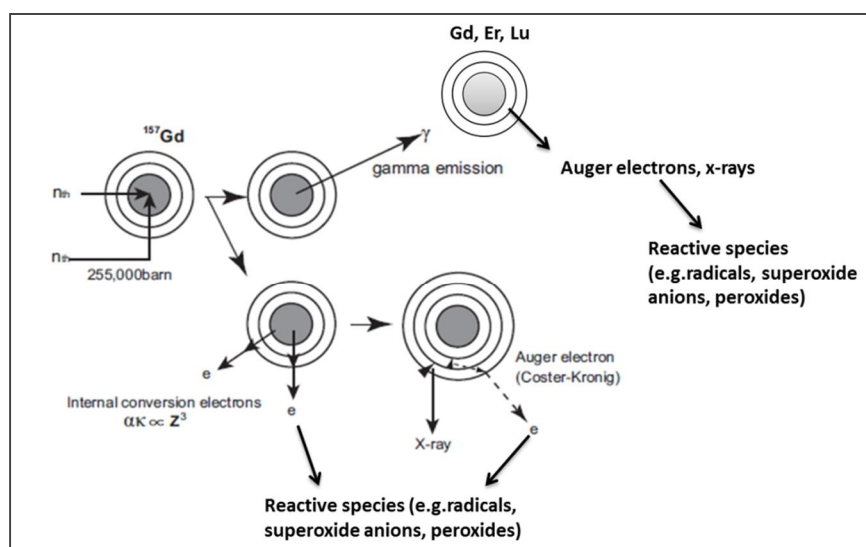 Gd, Er, Lu
¹⁵⁷Gd
γ
gamma emission
Auger electrons, x-rays
nₜₕ
nₜₕ
255,000barn
Reactive species
(e.g.radicals, superoxide
anions, peroxides)
e
Internal conversion electrons
ακ ∝ Z³
e
Auger electron
(Coster-Kronig)
X-ray
e
Reactive species (e.g.radicals,
superoxide anions, peroxides)